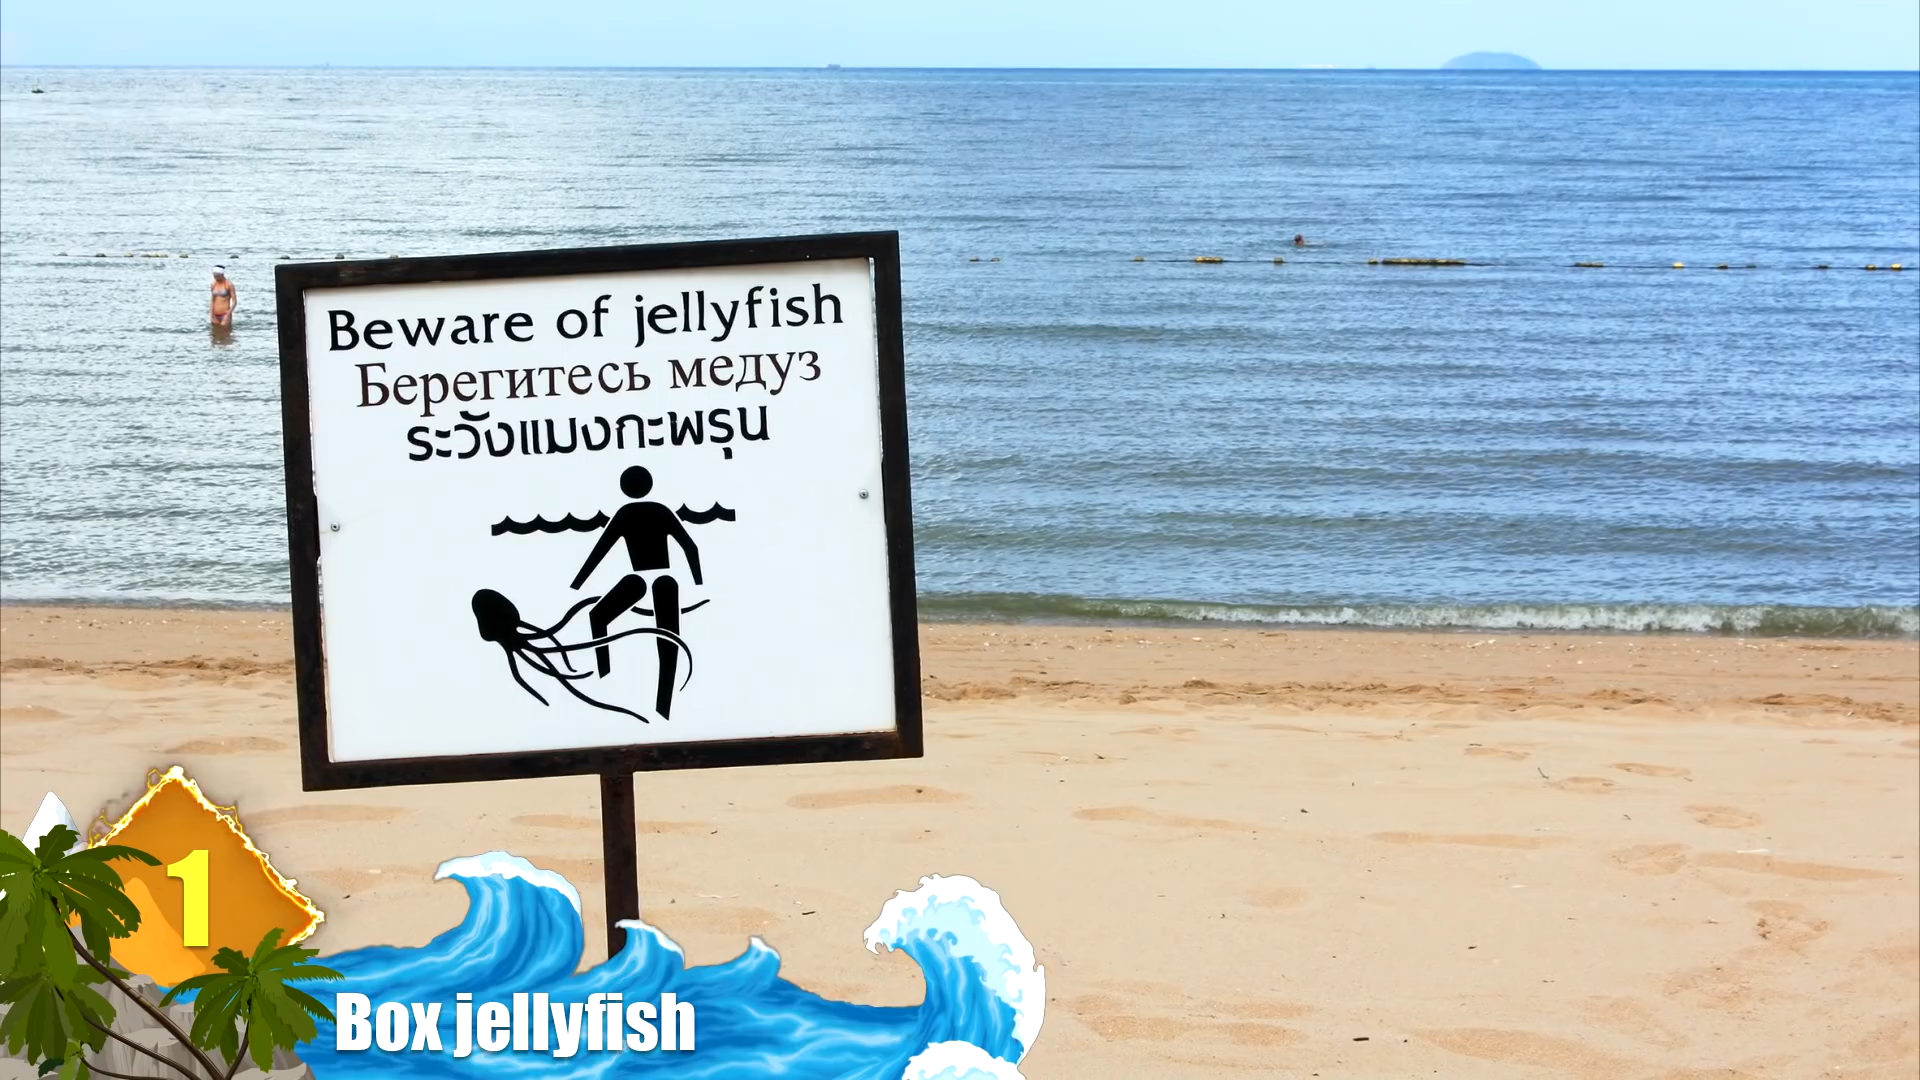 Beware of jellyfish
Берегитесь медуз
ระวังแมงกะพรุน
1
Box jellyfish